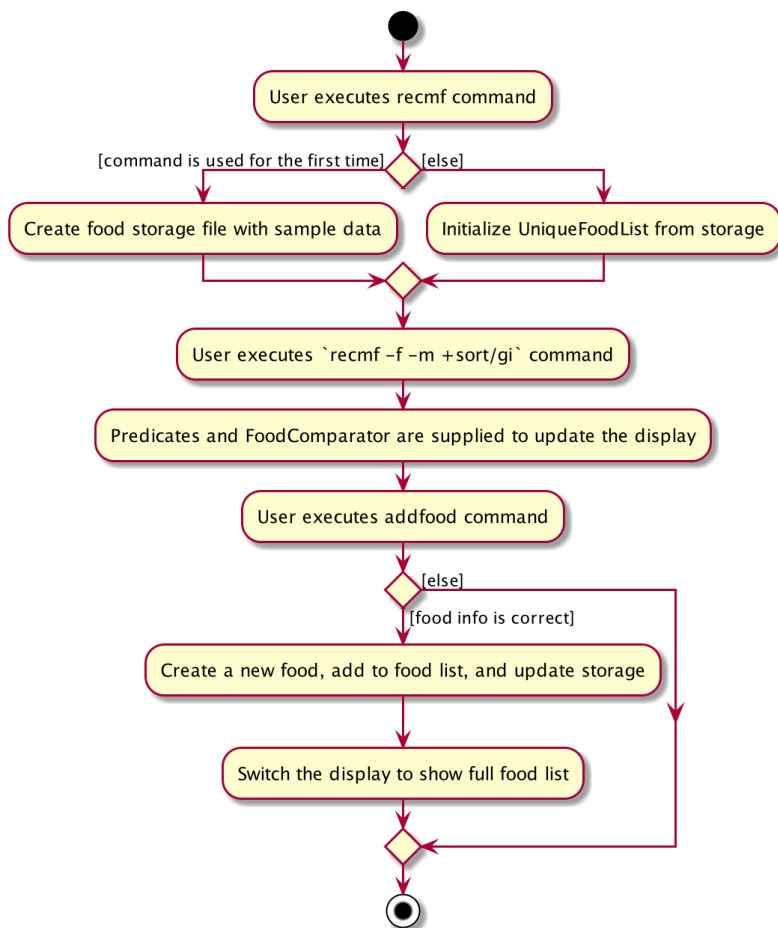 User executes recmf command
[command is used for the first time]
[else]
Create food storage file with sample data
Initialize UniqueFoodList from storage
User executes `recmf -f -m +sort/gi` command
Predicates and FoodComparator are supplied to update the display
User executes addfood command
[else]
[food info is correct]
Create a new food, add to food list, and update storage
Switch the display to show full food list